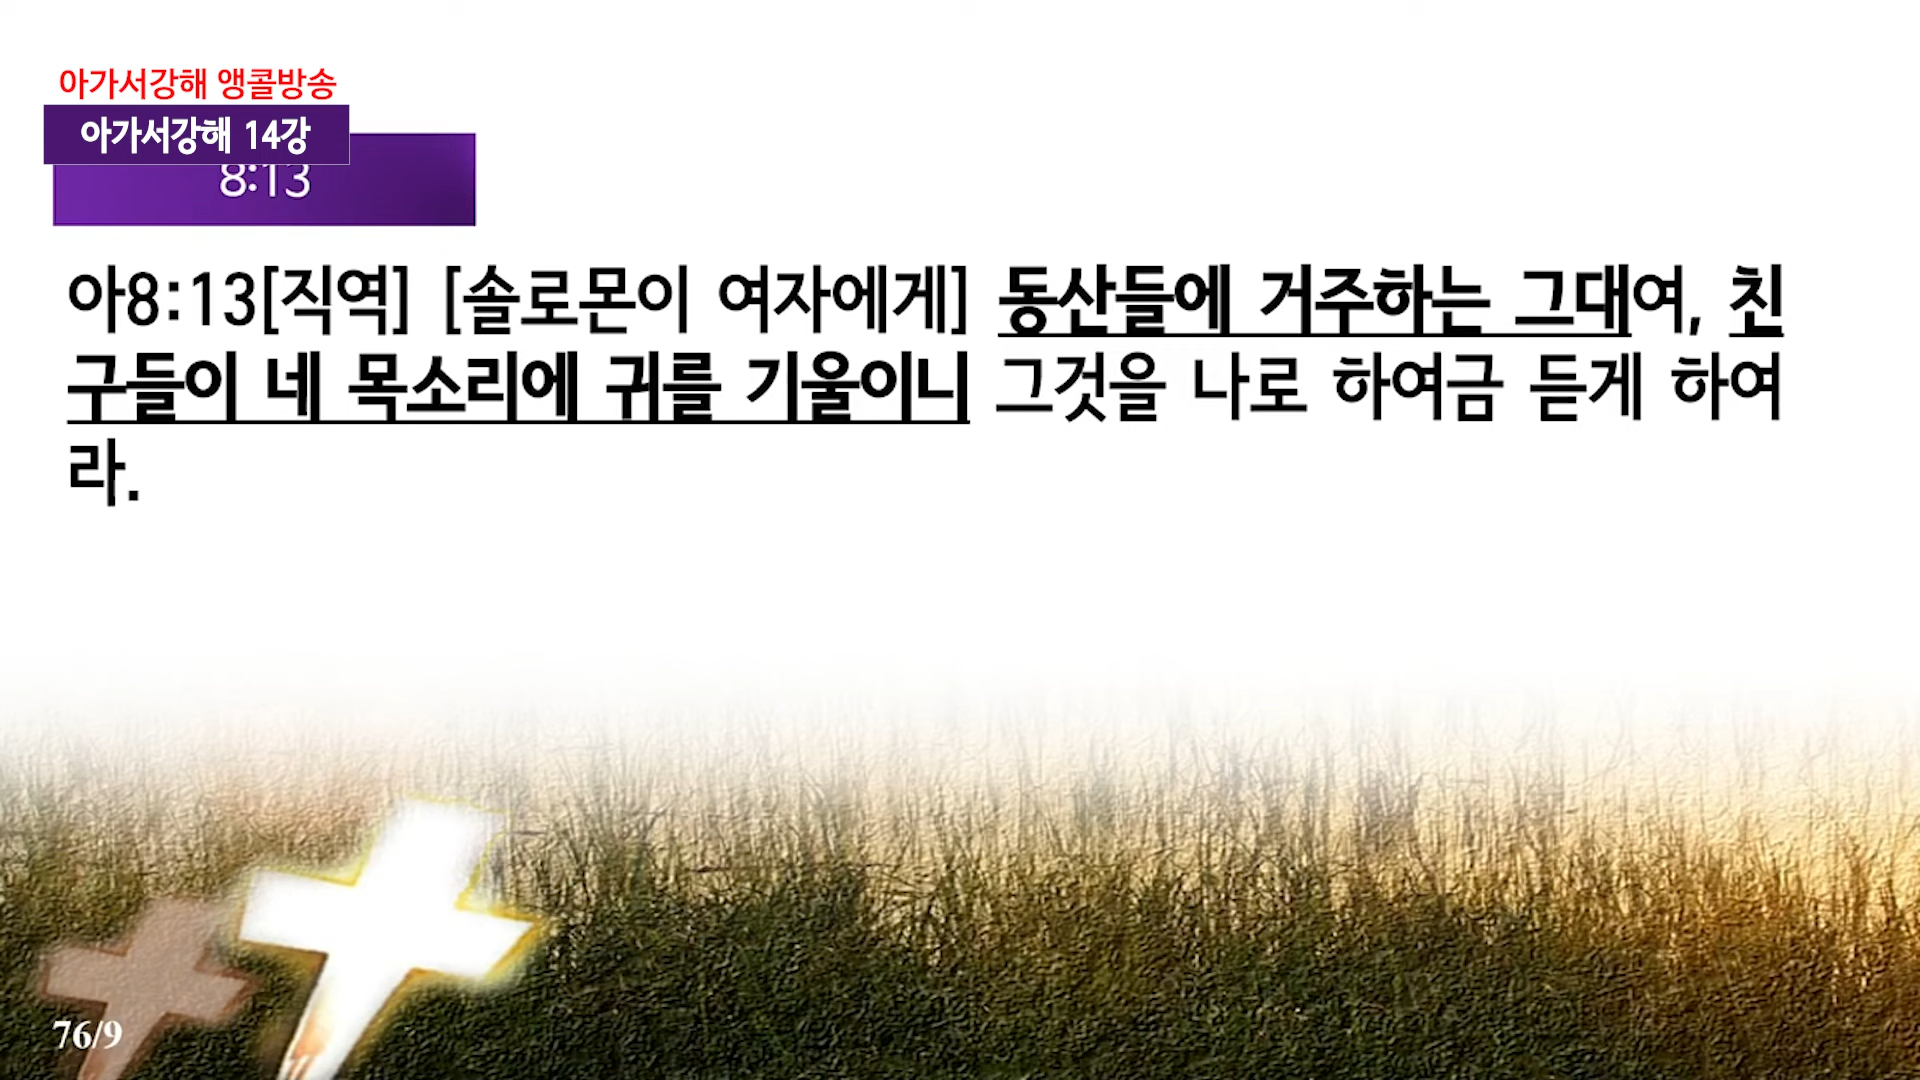 아가서강해 앵콜방송
아가서강해 14강
8:13
아8:13[직역] [솔로몬이 여자에게] 동산들에 거주하는 그대여, 친
구들이 네 목소리에 귀를 기울이니 그것을 나로 하여금 듣게 하여
라.
76/9